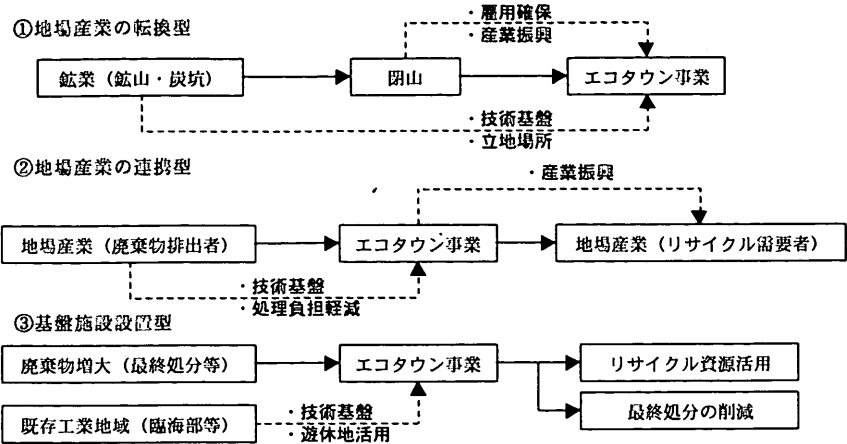 ①地場産業の転換型
・雇用確保
・産業振興
鉱業（鉱山・炭坑）
閉山
エコタウン事業
・技術基盤
・立地場所
②地場産業の連携型
・産業振興
地場産業（廃棄物排出者）
エコタウン事業
地場産業（リサイクル需要者）
・技術基盤
・処理負担軽減
③基盤施設設置型
廃棄物増大（最終処分等）
エコタウン事業
リサイクル資源活用
既存工業地域（臨海部等）
・技術基盤
・遊休地活用
最終処分の削減